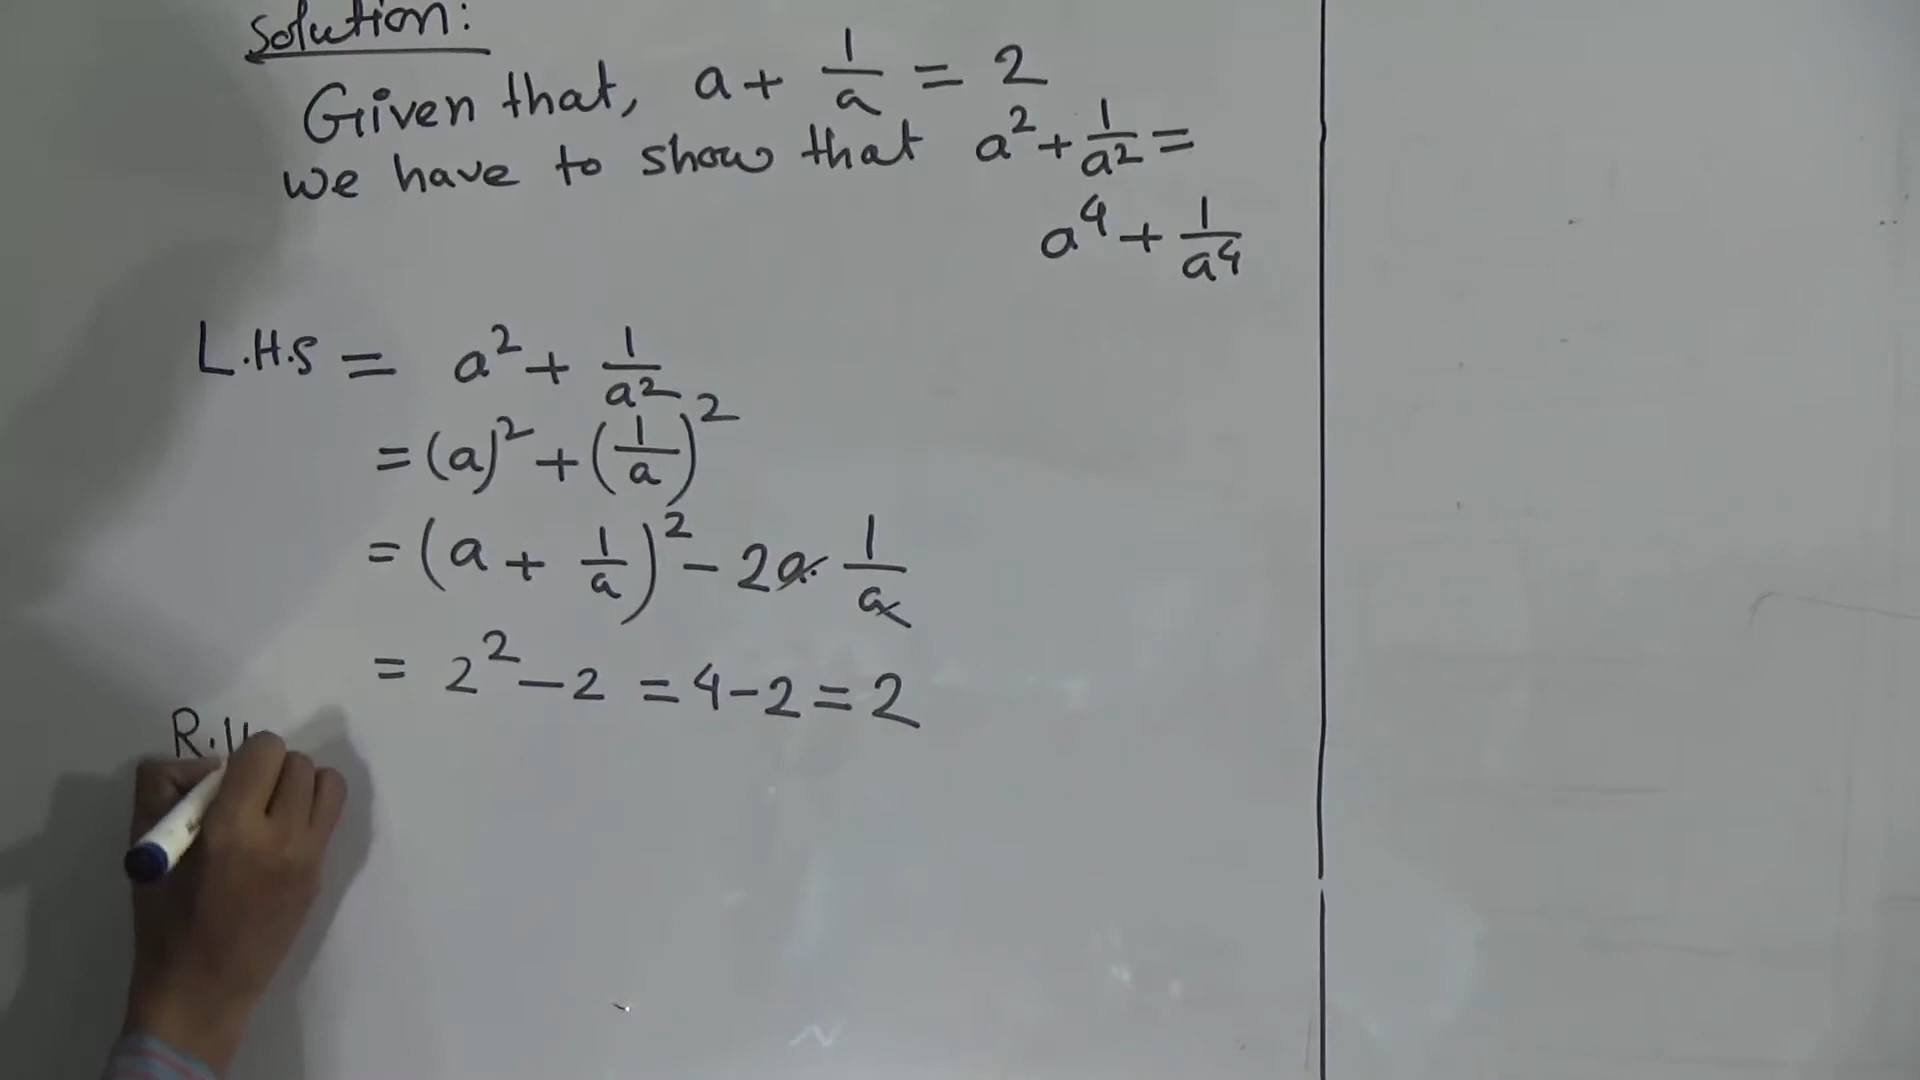 Solution:
Given that, a + 1/a = 2
we have to show that a² + 1/a² =
a⁴ + 1/a⁴
L.H.S = a² + 1/a²
= (a)² + (1/a)²
= (a + 1/a)² - 2a. 1/a
= 2² - 2 = 4 - 2 = 2
R.H